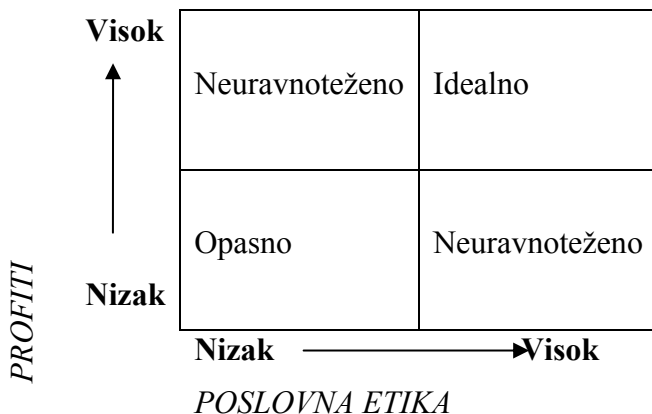 Visok
Neuravnoteženo Idealno
Opasno Neuravnoteženo
Nizak
PROFITI
Nizak Visok
POSLOVNA ETIKA